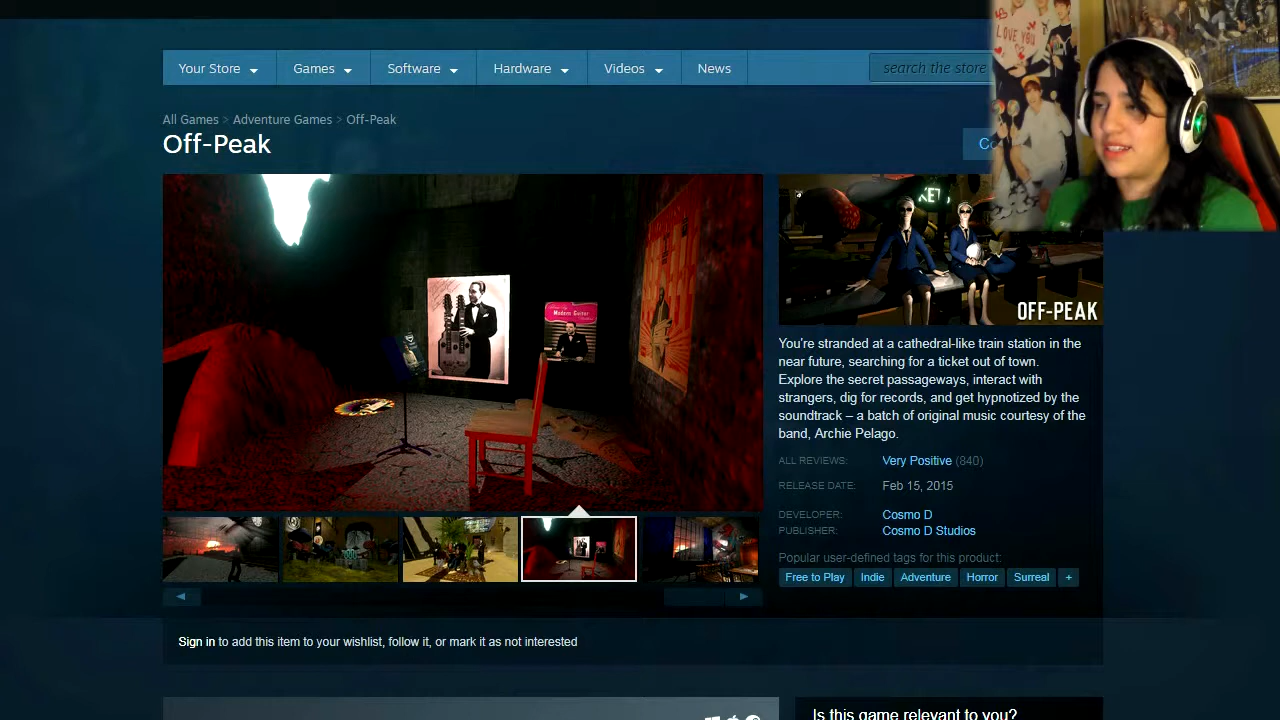 LOVE YOU
Your Store
Games
Software
Hardware
Videos
News
search the store
All Games > Adventure Games > Off-Peak
Off-Peak
Modern Guitar
KET
OFF-PEAK
You're stranded at a cathedral-like train station in the
near future, searching for a ticket out of town.
Explore the secret passageways, interact with
strangers, dig for records, and get hypnotized by the
soundtrack – a batch of original music courtesy of the
band, Archie Pelago.
ALL REVIEWS: Very Positive (840)
RELEASE DATE: Feb 15, 2015
DEVELOPER: Cosmo D
PUBLISHER: Cosmo D Studios
Popular user-defined tags for this product:
Free to Play Indie Adventure Horror Surreal +
Sign in to add this item to your wishlist, follow it, or mark it as not interested
Is this game relevant to you?